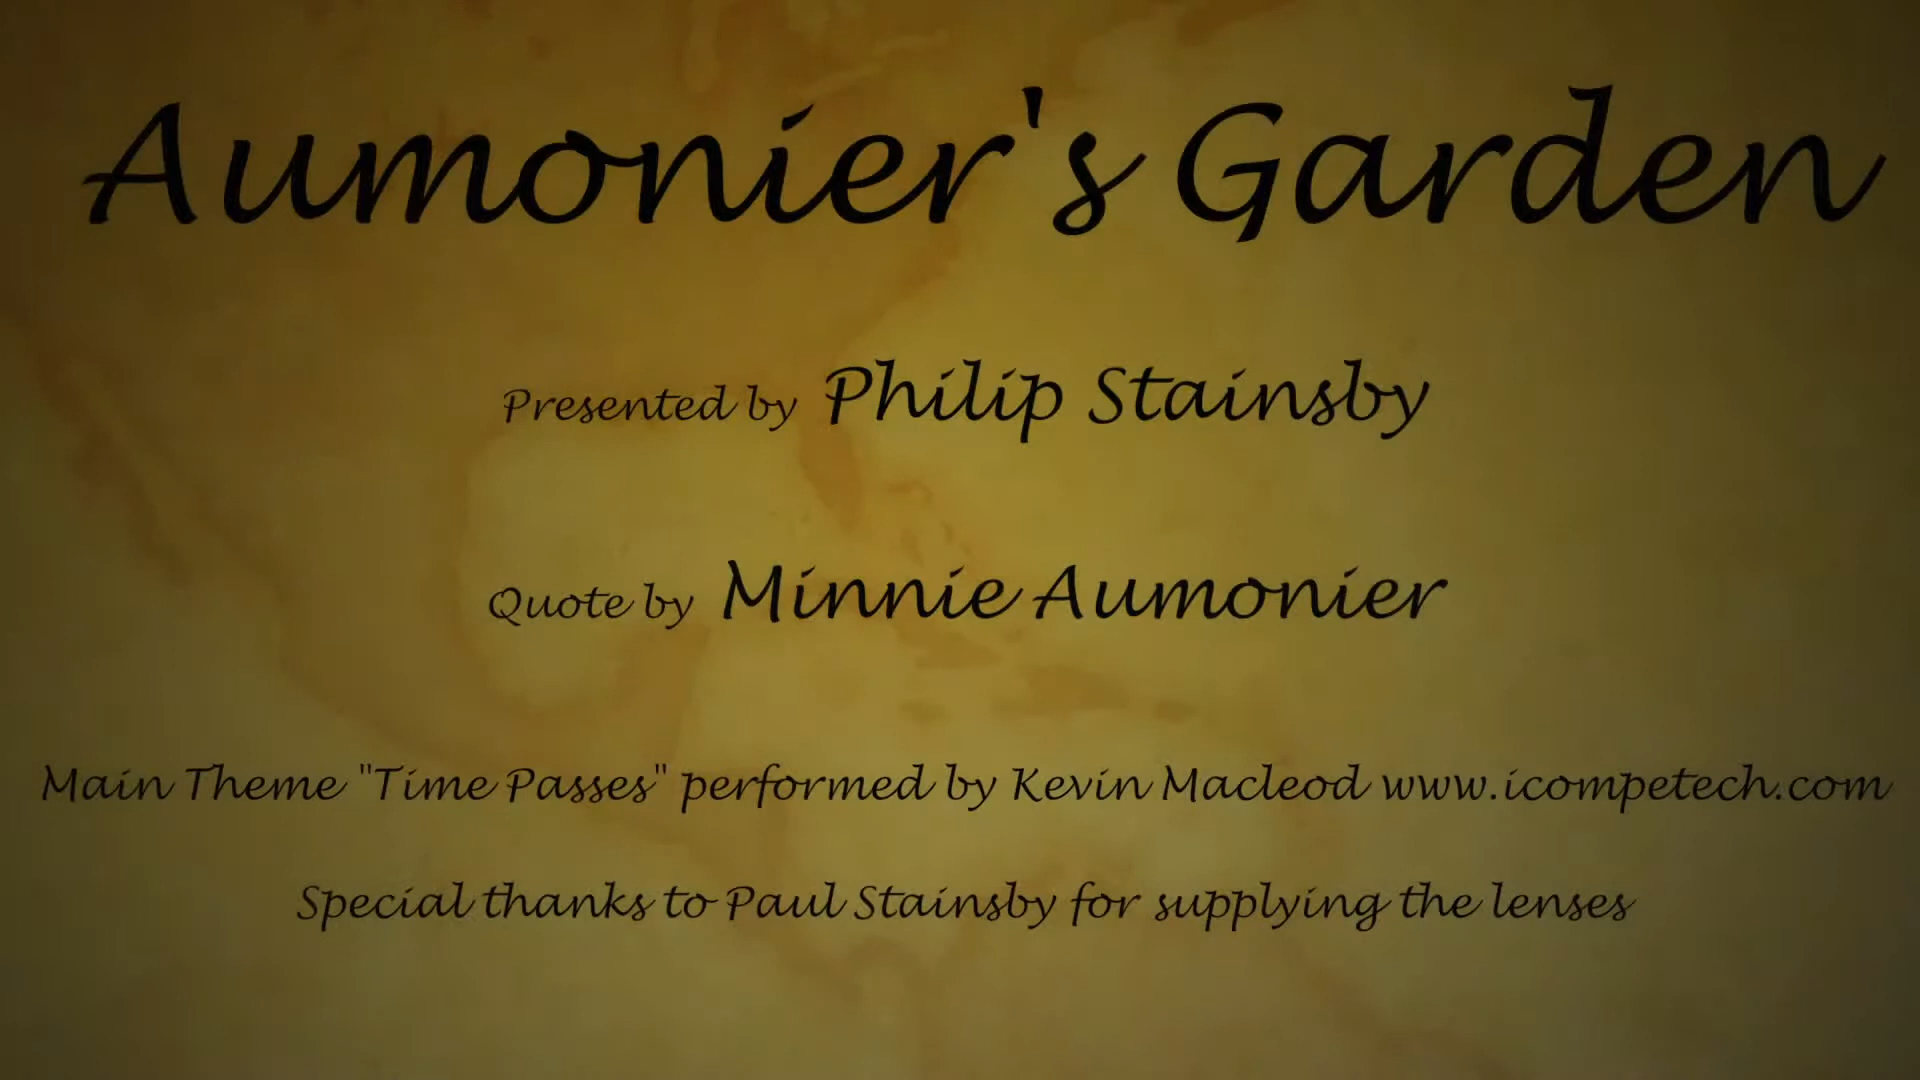 Aumonier's Garden
Presented by Philip Stainsby
Quote by Minnie Aumonier
Main Theme "Time Passes" performed by Kevin Macleod www.icompetech.com
Special thanks to Paul Stainsby for supplying the lenses